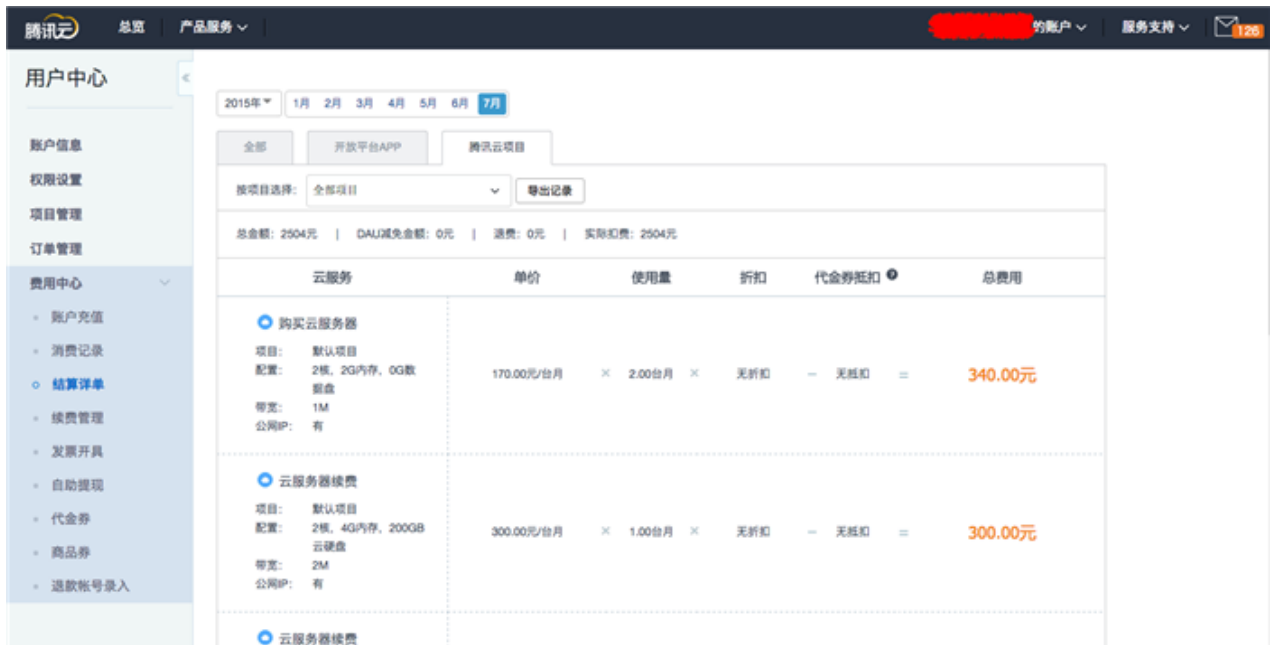 腾讯云 总览 产品服务 的账户 服务支持 126
用户中心 «
2015年 1月 2月 3月 4月 5月 6月 7月
账户信息
权限设置
项目管理
订单管理
费用中心
账户充值
消费记录
结算详单
续费管理
发票开具
自助提现
代金券
商品券
退款帐号录入
全部 开放平台APP 腾讯云项目
按项目选择: 全部项目 导出记录
总金额: 2504元 | DAU减免金额: 0元 | 退费: 0元 | 实际扣费: 2504元
云服务 单价 使用量 折扣 代金券抵扣 ? 总费用
购买云服务器
项目: 默认项目
配置: 2核, 2G内存, 0G数
据盘
带宽: 1M
公网IP: 有
170.00元/台月 × 2.00台月 × 无折扣 － 无抵扣 = 340.00元
云服务器续费
项目: 默认项目
配置: 2核, 4G内存, 200GB
云硬盘
带宽: 2M
公网IP: 有
300.00元/台月 × 1.00台月 × 无折扣 － 无抵扣 = 300.00元
云服务器续费